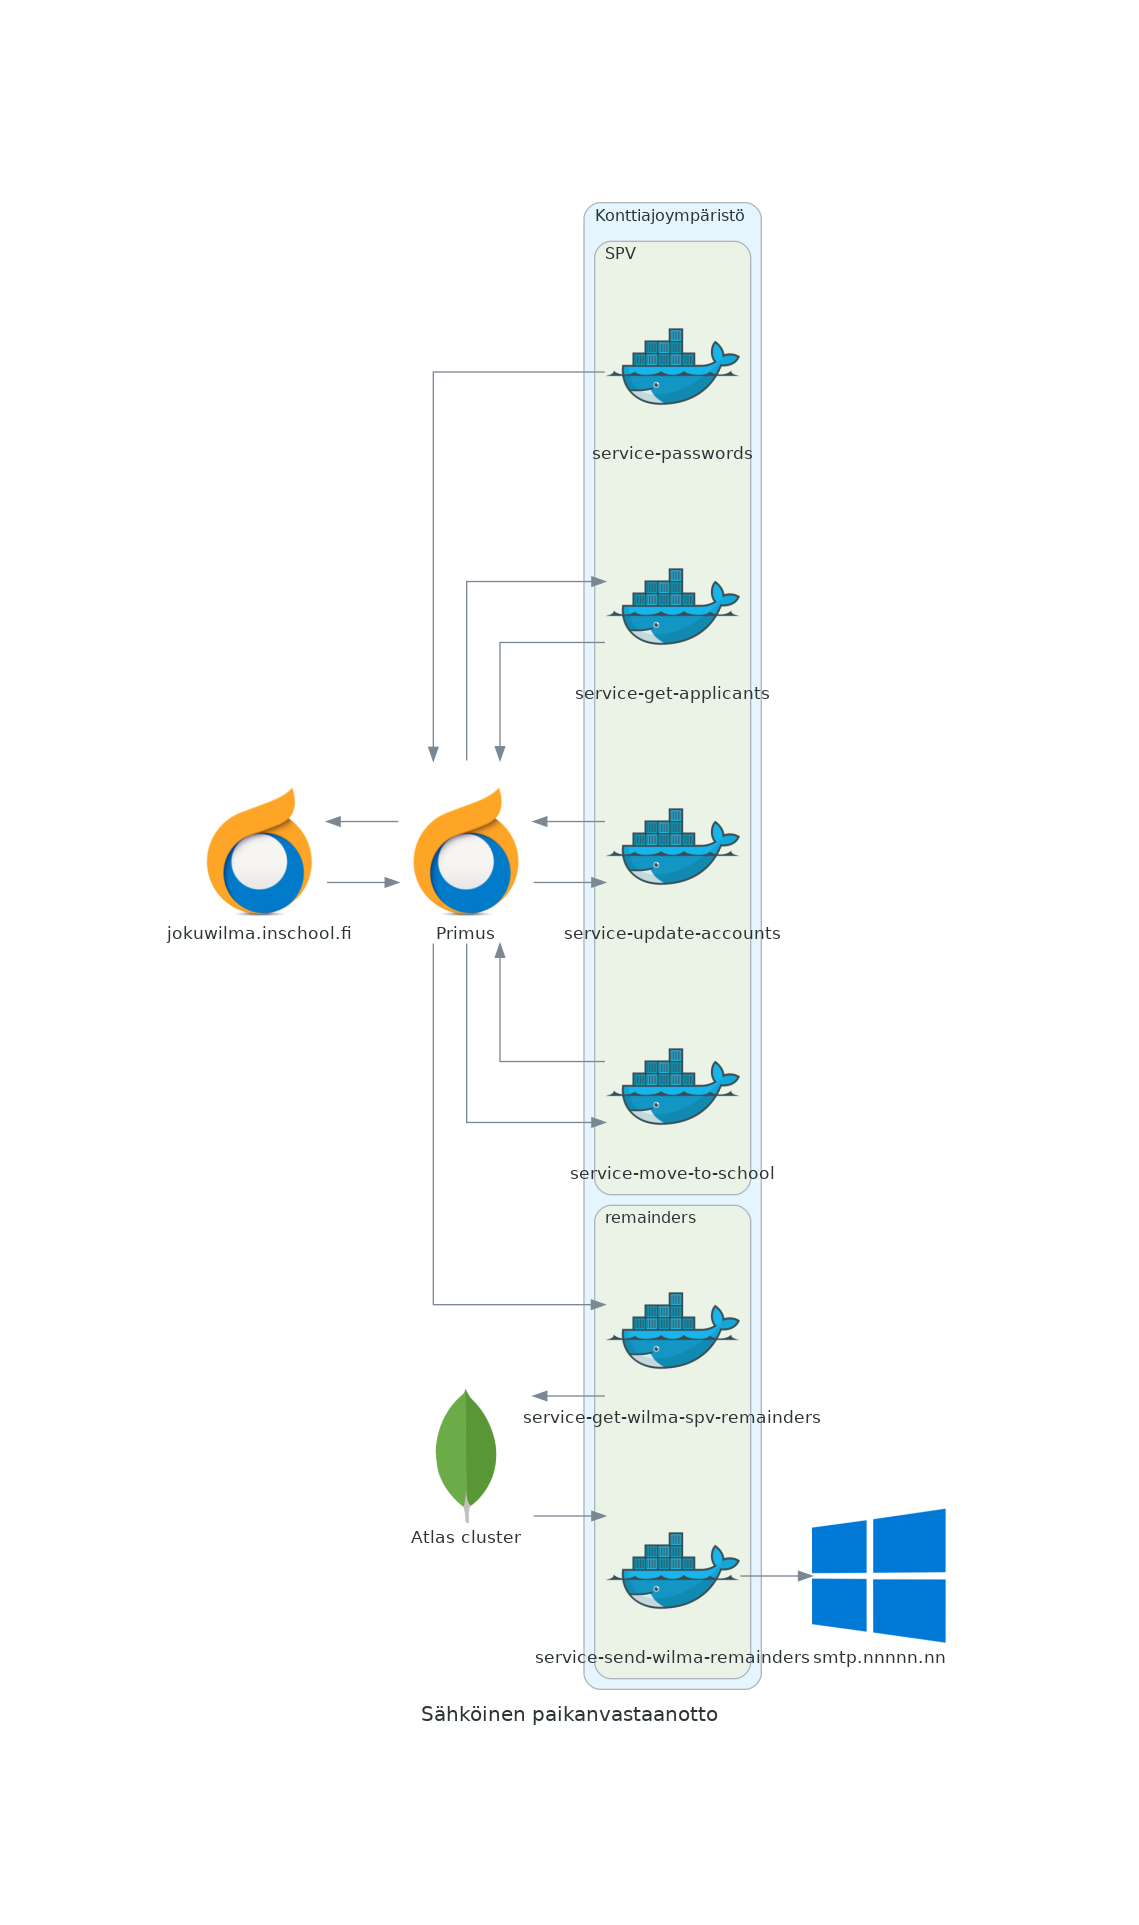 Konttiajoympäristö
SPV
service-passwords
service-get-applicants
jokuwilma.inschool.fi
Primus
service-update-accounts
service-move-to-school
remainders
service-get-wilma-spv-remainders
Atlas cluster
service-send-wilma-remainders
smtp.nnnnn.nn
Sähköinen paikanvastaanotto